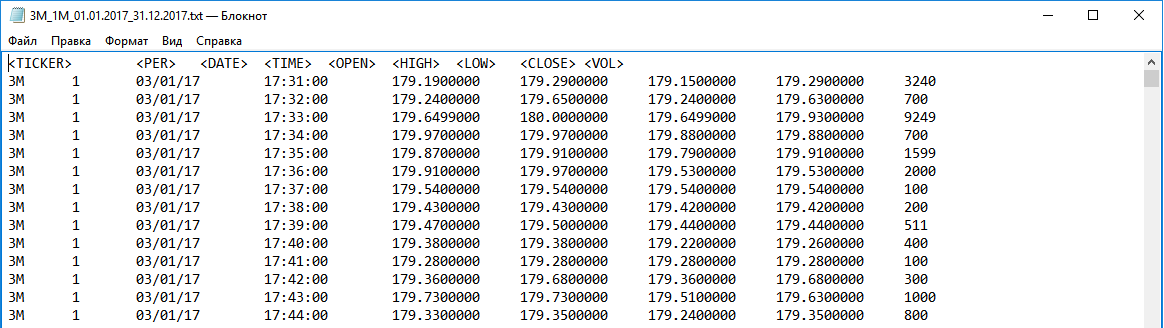 3M_1M_01.01.2017_31.12.2017.txt — Блокнот
Файл Правка Формат Вид Справка
<TICKER> <PER> <DATE> <TIME> <OPEN> <HIGH> <LOW> <CLOSE> <VOL>
3M 1 03/01/17 17:31:00 179.1900000 179.2900000 179.1500000 179.2900000 3240
3M 1 03/01/17 17:32:00 179.2400000 179.6500000 179.2400000 179.6300000 700
3M 1 03/01/17 17:33:00 179.6499000 180.0000000 179.6499000 179.9300000 9249
3M 1 03/01/17 17:34:00 179.9700000 179.9700000 179.8800000 179.8800000 700
3M 1 03/01/17 17:35:00 179.8700000 179.9100000 179.7900000 179.9100000 1599
3M 1 03/01/17 17:36:00 179.9100000 179.9700000 179.5300000 179.5300000 2000
3M 1 03/01/17 17:37:00 179.5400000 179.5400000 179.5400000 179.5400000 100
3M 1 03/01/17 17:38:00 179.4300000 179.4300000 179.4200000 179.4200000 200
3M 1 03/01/17 17:39:00 179.4700000 179.5000000 179.4400000 179.4400000 511
3M 1 03/01/17 17:40:00 179.3800000 179.3800000 179.2200000 179.2600000 400
3M 1 03/01/17 17:41:00 179.2800000 179.2800000 179.2800000 179.2800000 100
3M 1 03/01/17 17:42:00 179.3600000 179.6800000 179.3600000 179.6800000 300
3M 1 03/01/17 17:43:00 179.7300000 179.7300000 179.5100000 179.6300000 1000
3M 1 03/01/17 17:44:00 179.3300000 179.3500000 179.2400000 179.3500000 800